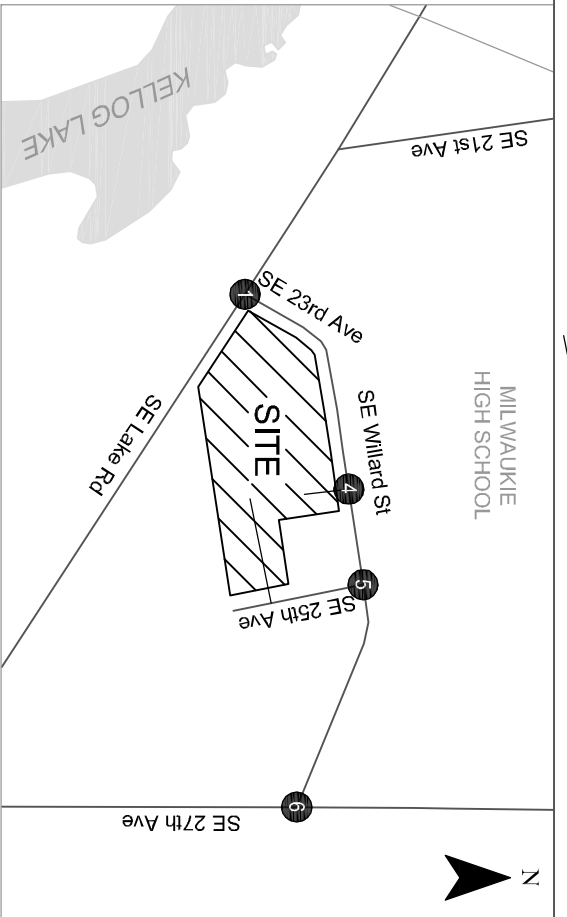 KELLOG LAKE
SE 21st Ave
1
SE 23rd Ave
SE Lake Rd
SITE
SE Willard St
MILWAUKIE
HIGH SCHOOL
4
5
SE 25th Ave
6
SE 27th Ave
N